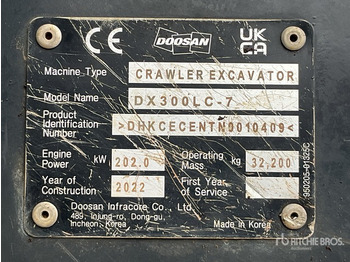 CE DOOSAN UK
CA
Machine Type CRAWLER EXCAVATOR
Model Name DX300LC-7
Product
Identification >DHKCECENTN0010409<
Number
Engine Operating
Power kW 202.0 Mass kg 32,200
Year of First Year
Construction 2022 of Service
Doosan Infracore Co., Ltd.
489, Injung-ro, Dong-gu,
Incheon, Korea Made in Korea
950205-01325C
RITCHIE BROS